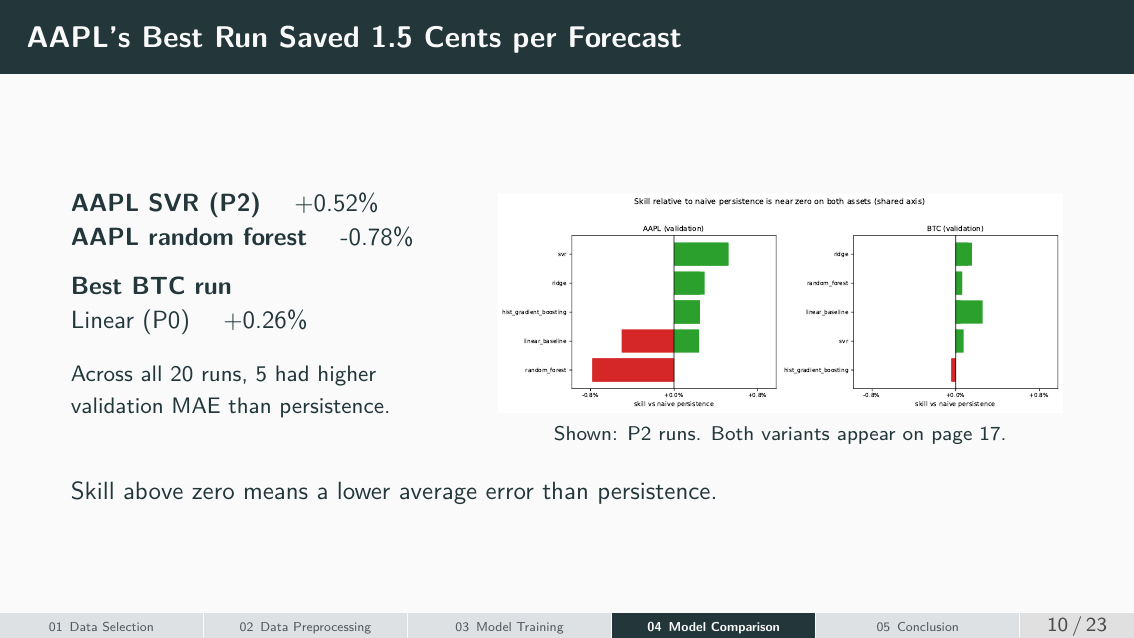 AAPL's Best Run Saved 1.5 Cents per Forecast
AAPL SVR (P2) +0.52%
AAPL random forest -0.78%
Best BTC run
Linear (P0) +0.26%
Across all 20 runs, 5 had higher
validation MAE than persistence.
Skill relative to naive persistence is near zero on both assets (shared axis)
AAPL (validation)
svr
ridge
hist_gradient_boosting
linear_baseline
random_forest
-0.8% +0.0% +0.8%
skill vs naive persistence
BTC (validation)
ridge
random_forest
linear_baseline
svr
hist_gradient_boosting
-0.8% +0.0% +0.8%
skill vs naive persistence
Shown: P2 runs. Both variants appear on page 17.
Skill above zero means a lower average error than persistence.
01 Data Selection 02 Data Preprocessing 03 Model Training 04 Model Comparison 05 Conclusion 10 / 23